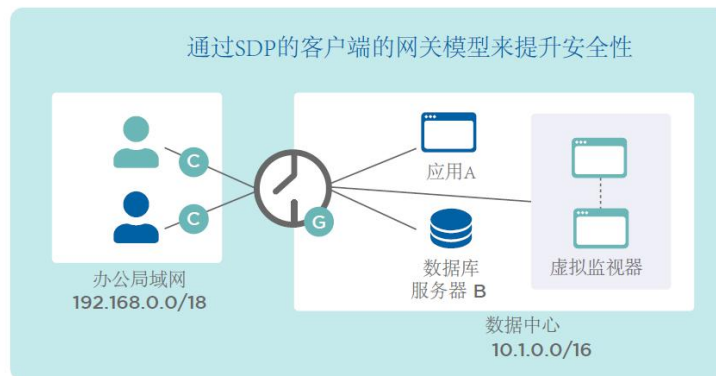 通过SDP的客户端的网关模型来提升安全性
C
C
G
应用A
数据库
服务器 B
虚拟监视器
办公局域网
192.168.0.0/18
数据中心
10.1.0.0/16